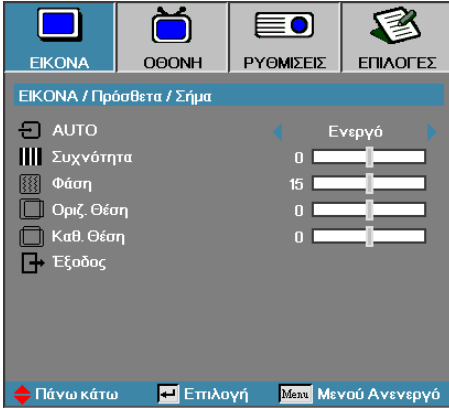 ΕΙΚΟΝΑ ΟΘΟΝΗ ΡΥΘΜΙΣΕΙΣ ΕΠΙΛΟΓΕΣ
ΕΙΚΟΝΑ / Πρόσθετα / Σήμα
AUTO Ενεργό
Συχνότητα 0
Φάση 15
Οριζ. Θέση 0
Καθ. Θέση 0
Έξοδος
Πάνω κάτω Επιλογή Menu Μενού Ανενεργό